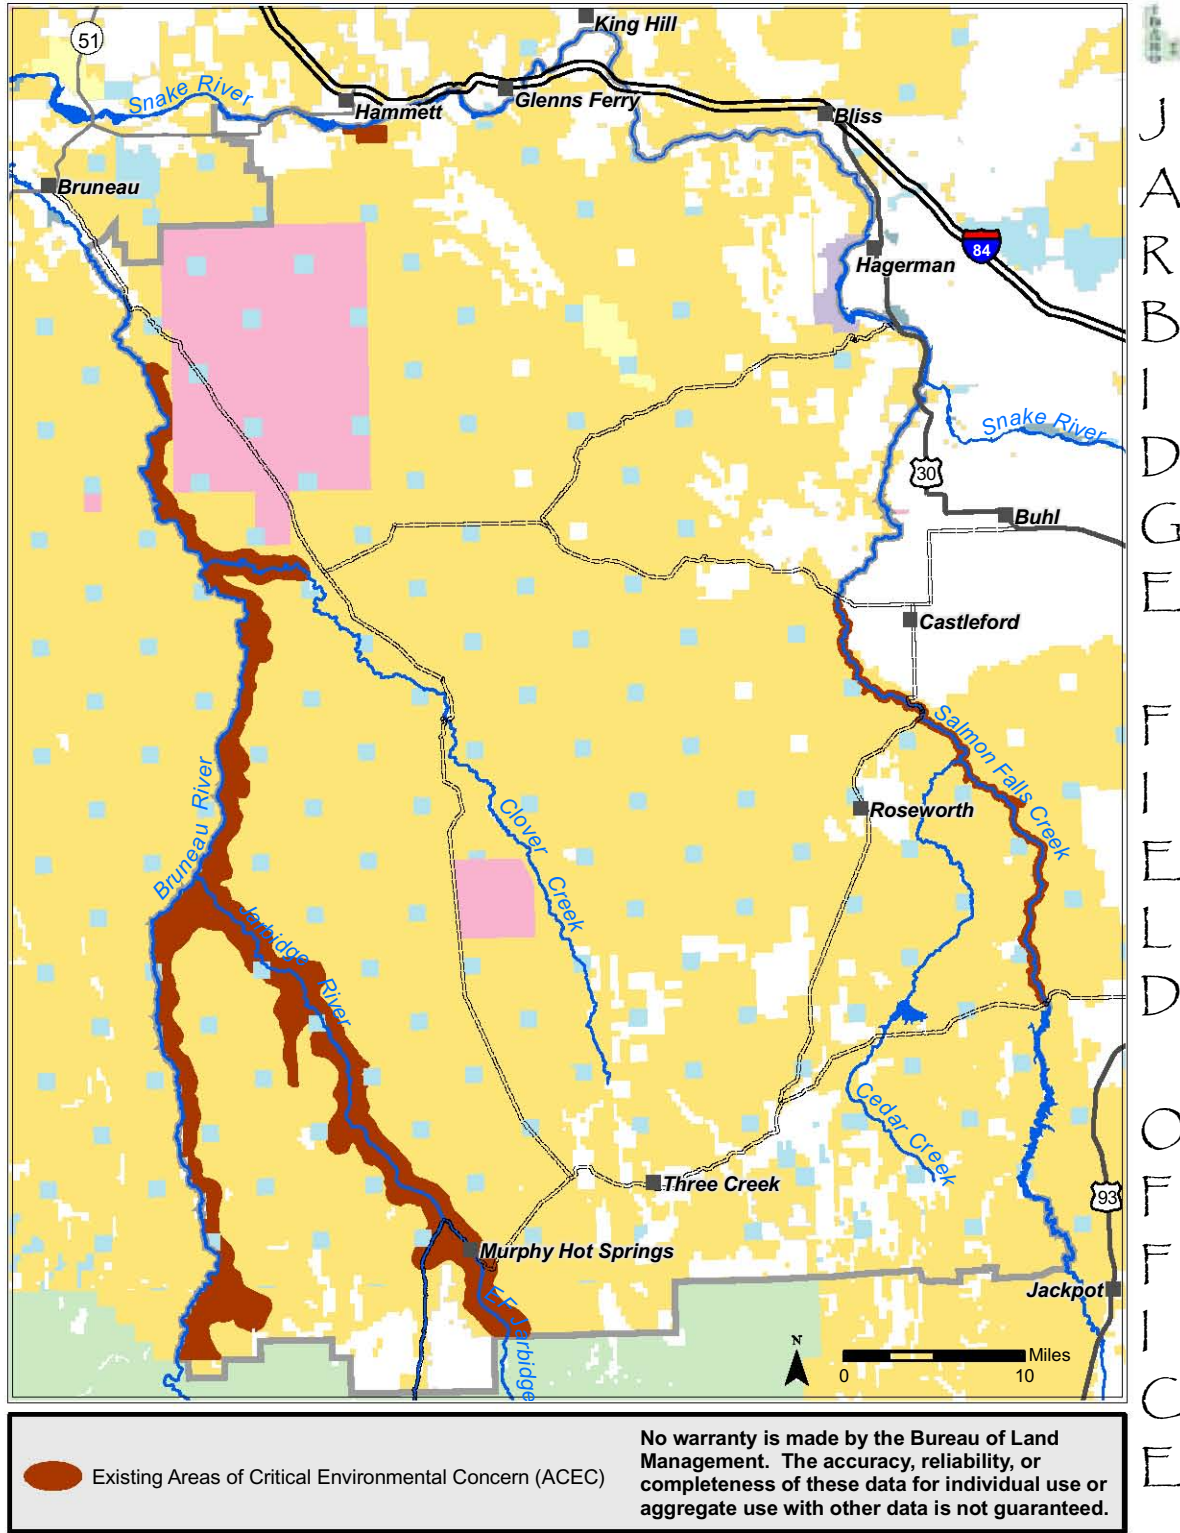 51
King Hill
Snake River
Hammett
Glenns Ferry
Bliss
Bruneau
84
Hagerman
Snake River
30
Buhl
Castleford
Salmon Falls Creek
Bruneau River
Clover Creek
Roseworth
Jarbidge River
Cedar Creek
Three Creek
93
Murphy Hot Springs
E.F. Jarbidge
Jackpot
N
Miles
0 10
JARBIDGE FIELD OFFICE
Existing Areas of Critical Environmental Concern (ACEC)
No warranty is made by the Bureau of Land
Management. The accuracy, reliability, or
completeness of these data for individual use or
aggregate use with other data is not guaranteed.